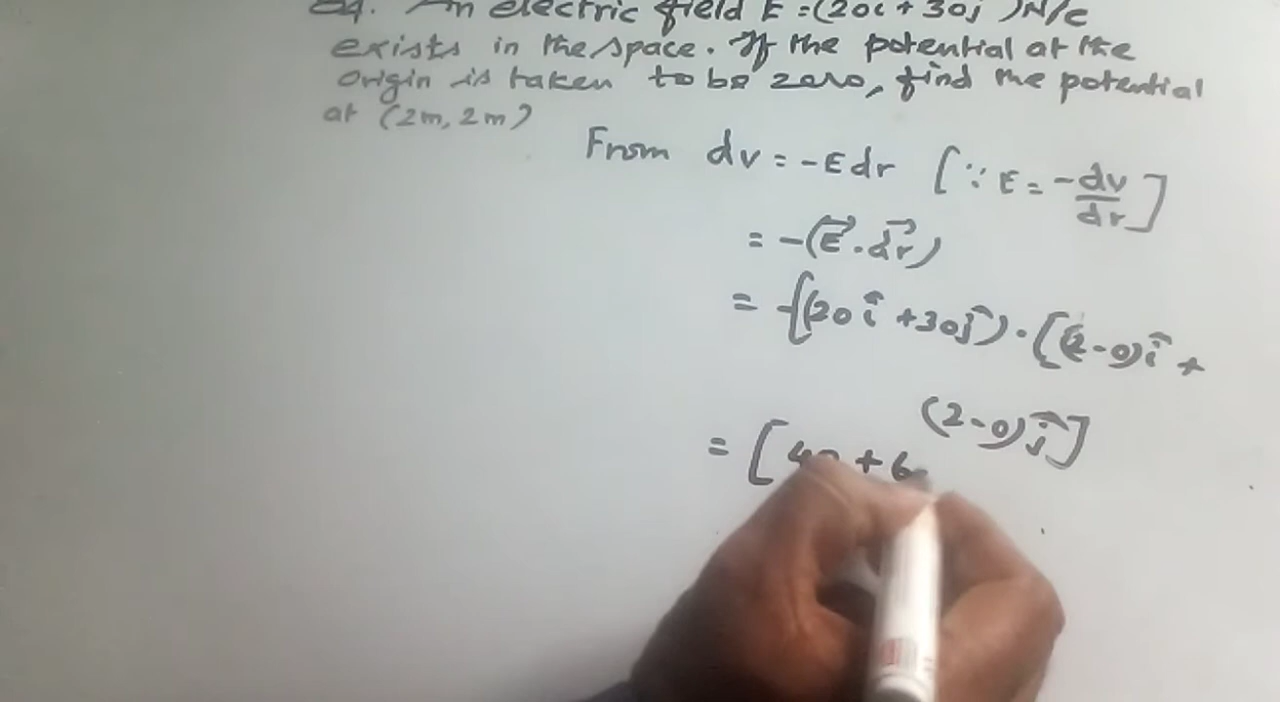 An electric field E = (20i + 30j) N/C
exists in the space. If the potential at the
origin is taken to be zero, find the potential
at (2m, 2m)
From dv = -Edr [∵ E = -dv/dr]
= -(E⃗ . dr⃗)
= -[(20î + 30ĵ) . [(2-0)î +
(2-0)ĵ]
= [40 + 6